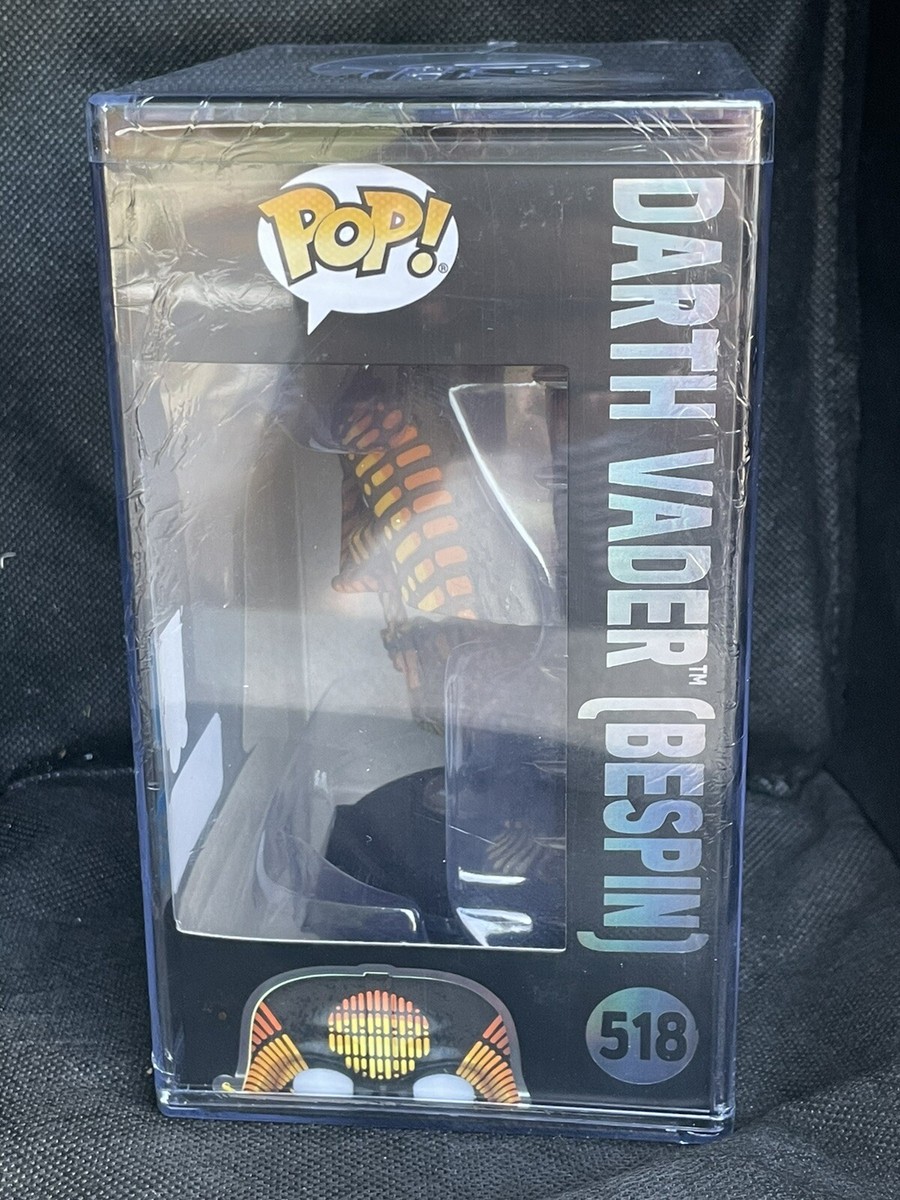 POP!®
DARTH VADER™ (BESPIN)
518